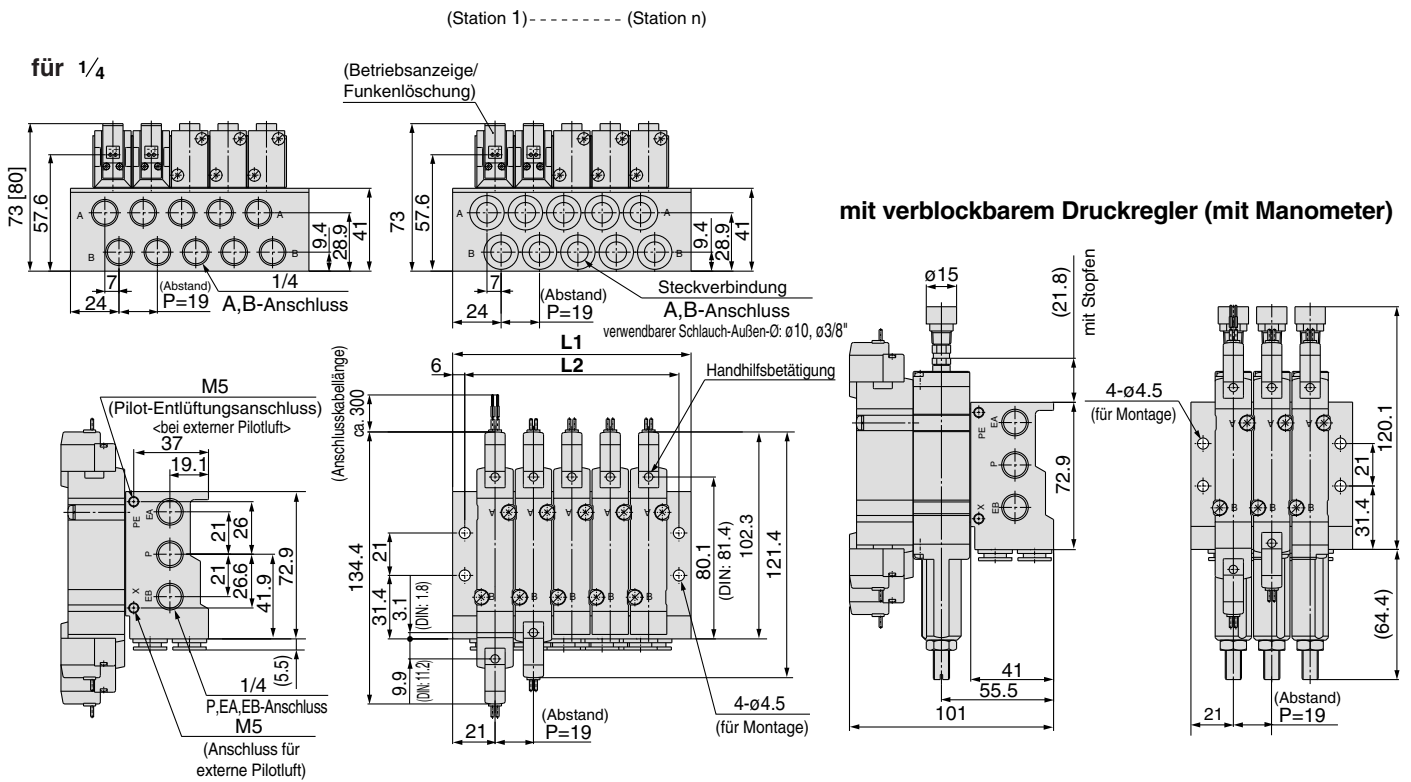 (Station 1)---------- (Station n)
für 1/4
(Betriebsanzeige/
Funkenlöschung)
73 [80]
57.6
A
A
B
B
9.4
28.9
41
7
24
(Abstand)
P=19
1/4
A,B-Anschluss
73
57.6
A
A
B
B
9.4
28.9
41
7
24
(Abstand)
P=19
Steckverbindung
A,B-Anschluss
verwendbarer Schlauch-Außen-Ø: ø10, ø3/8"
mit verblockbarem Druckregler (mit Manometer)
M5
(Pilot-Entlüftungsanschluss)
<bei externer Pilotluft>
37
19.1
PE
EA
P
X
EB
21
26
21
26.6
41.9
72.9
(5.5)
1/4
P,EA,EB-Anschluss
M5
(Anschluss für
externe Pilotluft)
L1
6
L2
Handhilfsbetätigung
(Anschlusskabellänge)
ca. 300
A
A
A
A
A
B
B
B
B
B
134.4
21
31.4
3.1
(DIN: 1.8)
9.9
(DIN: 11.2)
80.1
(DIN: 81.4)
102.3
121.4
21
(Abstand)
P=19
4-ø4.5
(für Montage)
ø15
(21.8)
mit Stopfen
PE
EA
P
X
EB
72.9
41
55.5
101
4-ø4.5
(für Montage)
A
A
A
B
B
B
120.1
21
31.4
(64.4)
21
(Abstand)
P=19